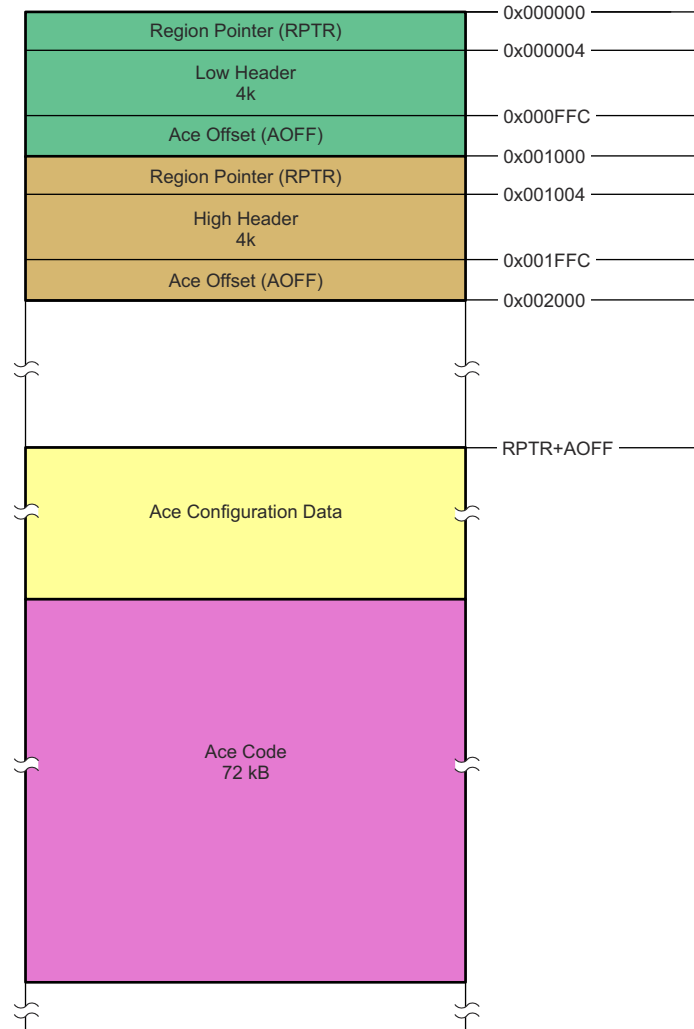 0x000000
Region Pointer (RPTR)
0x000004
Low Header
4k
0x000FFC
Ace Offset (AOFF)
0x001000
Region Pointer (RPTR)
0x001004
High Header
4k
0x001FFC
Ace Offset (AOFF)
0x002000
RPTR+AOFF
Ace Configuration Data
Ace Code
72 kB